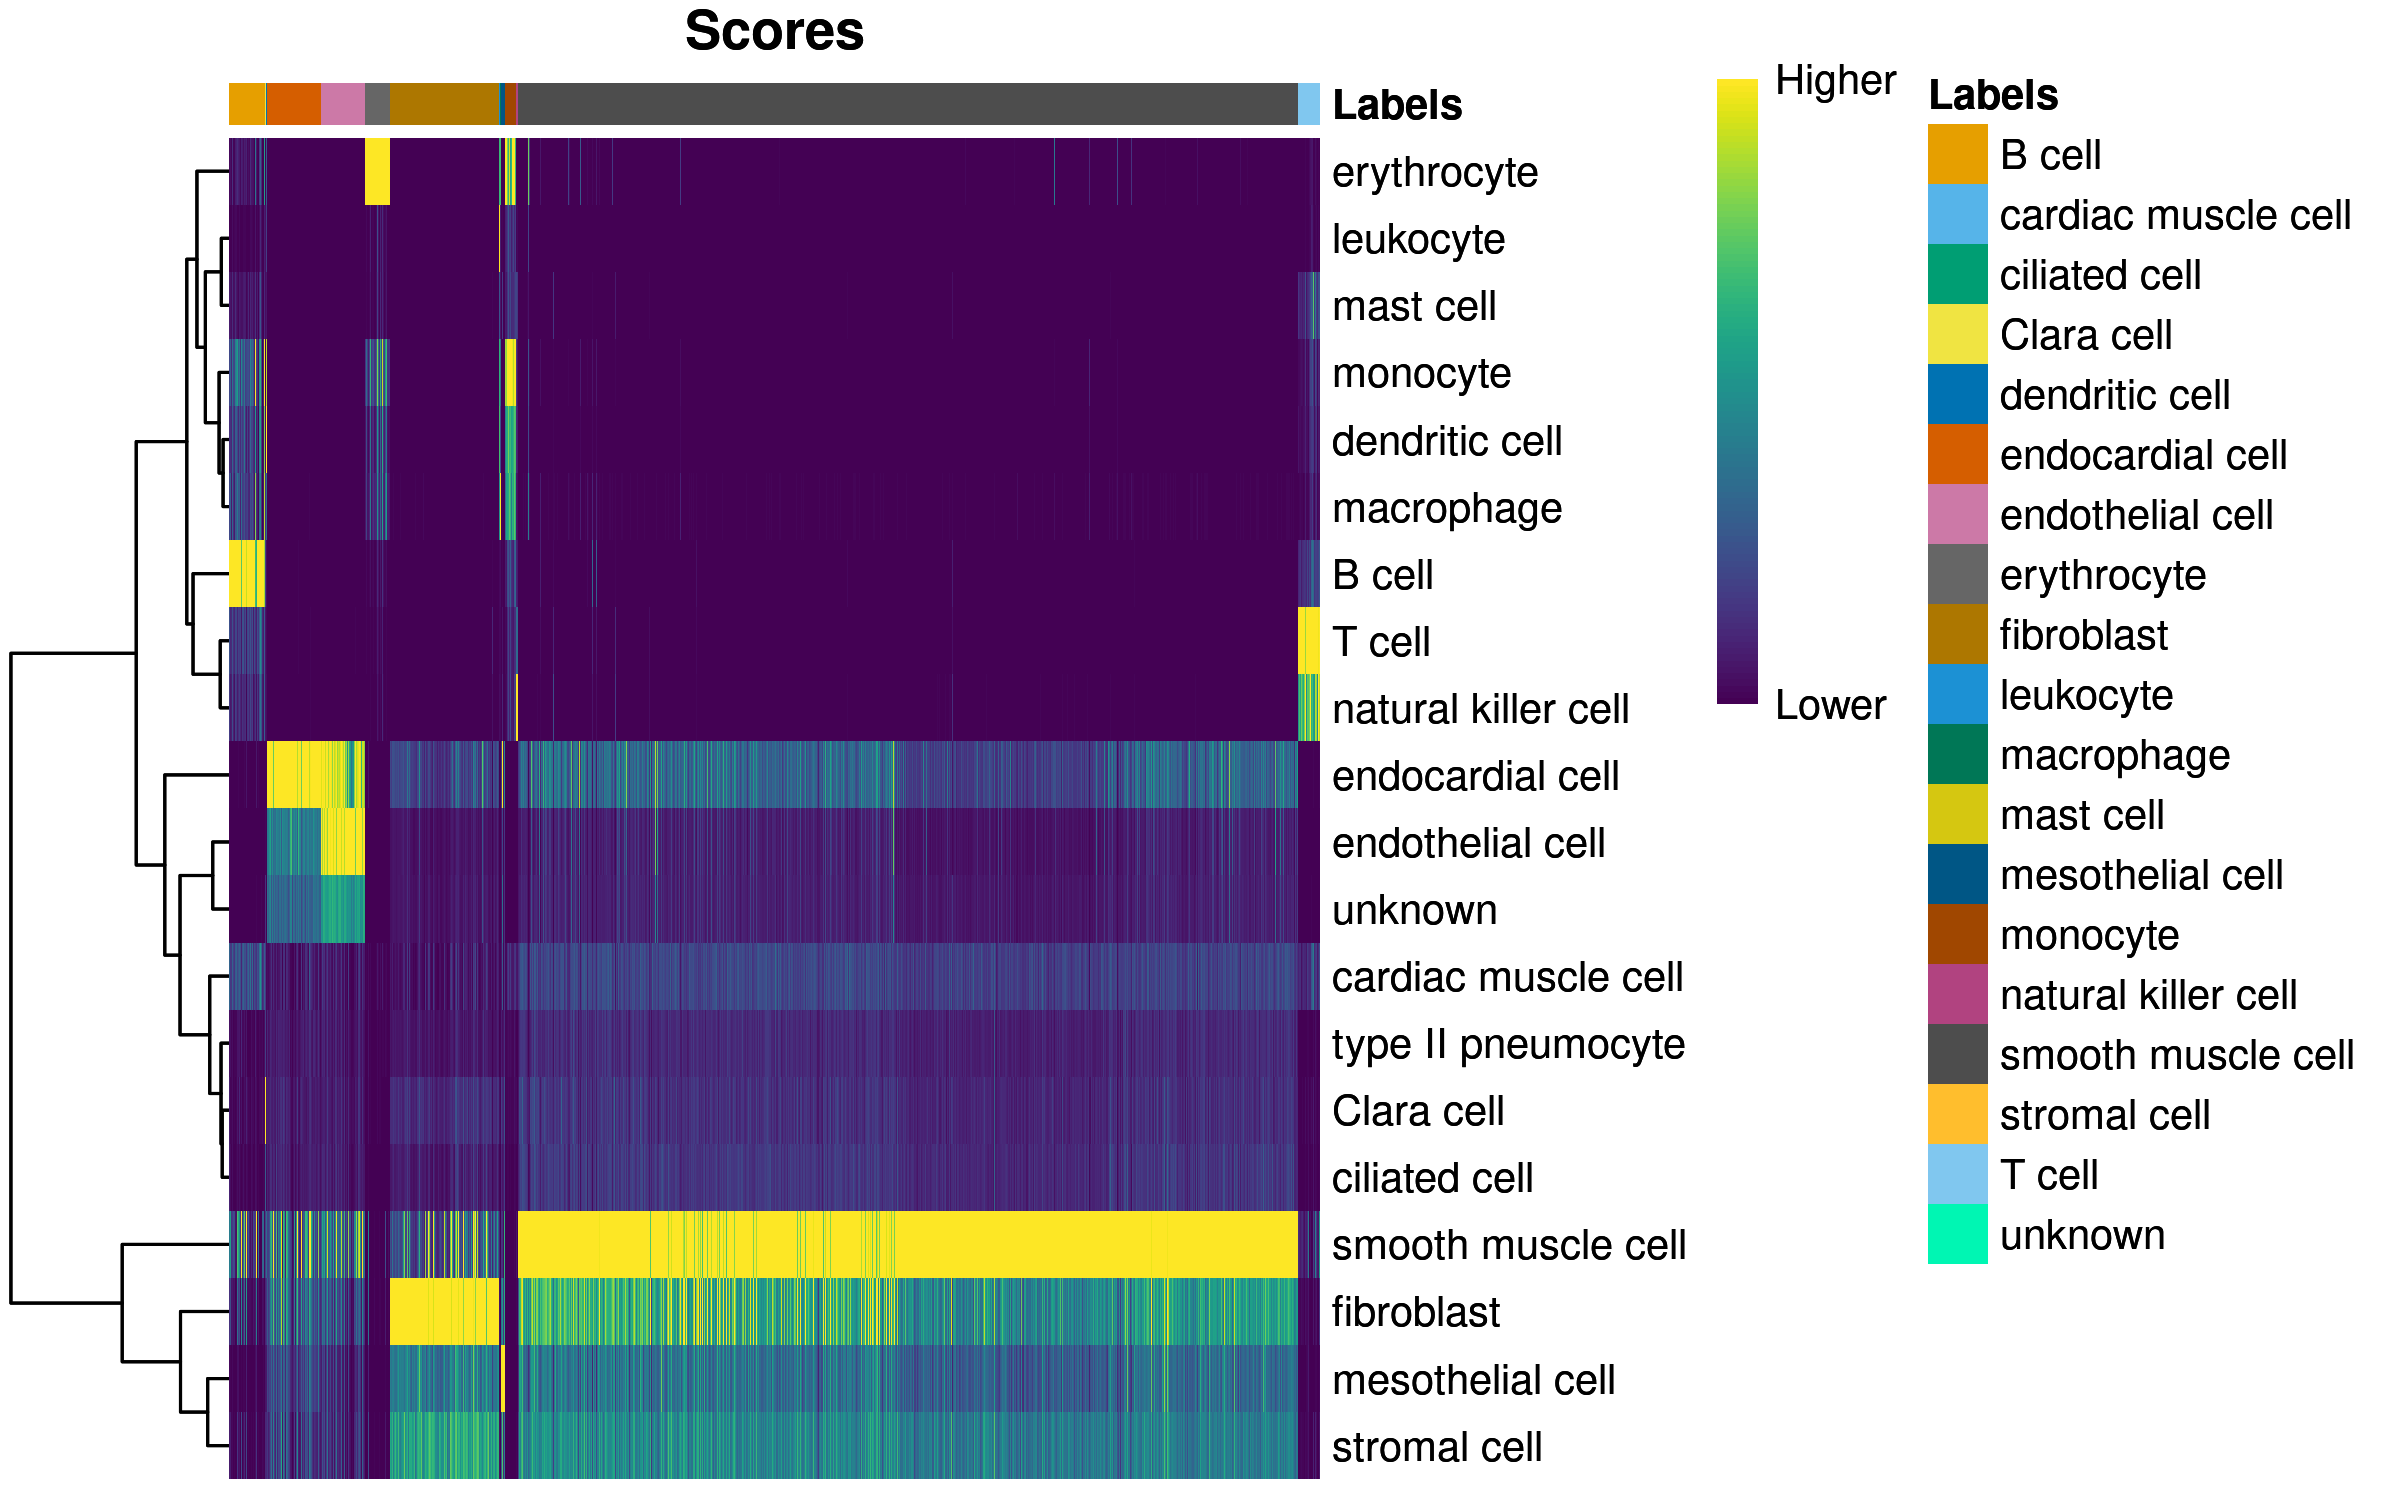 Scores
Labels
erythrocyte
leukocyte
mast cell
monocyte
dendritic cell
macrophage
B cell
T cell
natural killer cell
endocardial cell
endothelial cell
unknown
cardiac muscle cell
type II pneumocyte
Clara cell
ciliated cell
smooth muscle cell
fibroblast
mesothelial cell
stromal cell
Higher
Lower
Labels
B cell
cardiac muscle cell
ciliated cell
Clara cell
dendritic cell
endocardial cell
endothelial cell
erythrocyte
fibroblast
leukocyte
macrophage
mast cell
mesothelial cell
monocyte
natural killer cell
smooth muscle cell
stromal cell
T cell
unknown